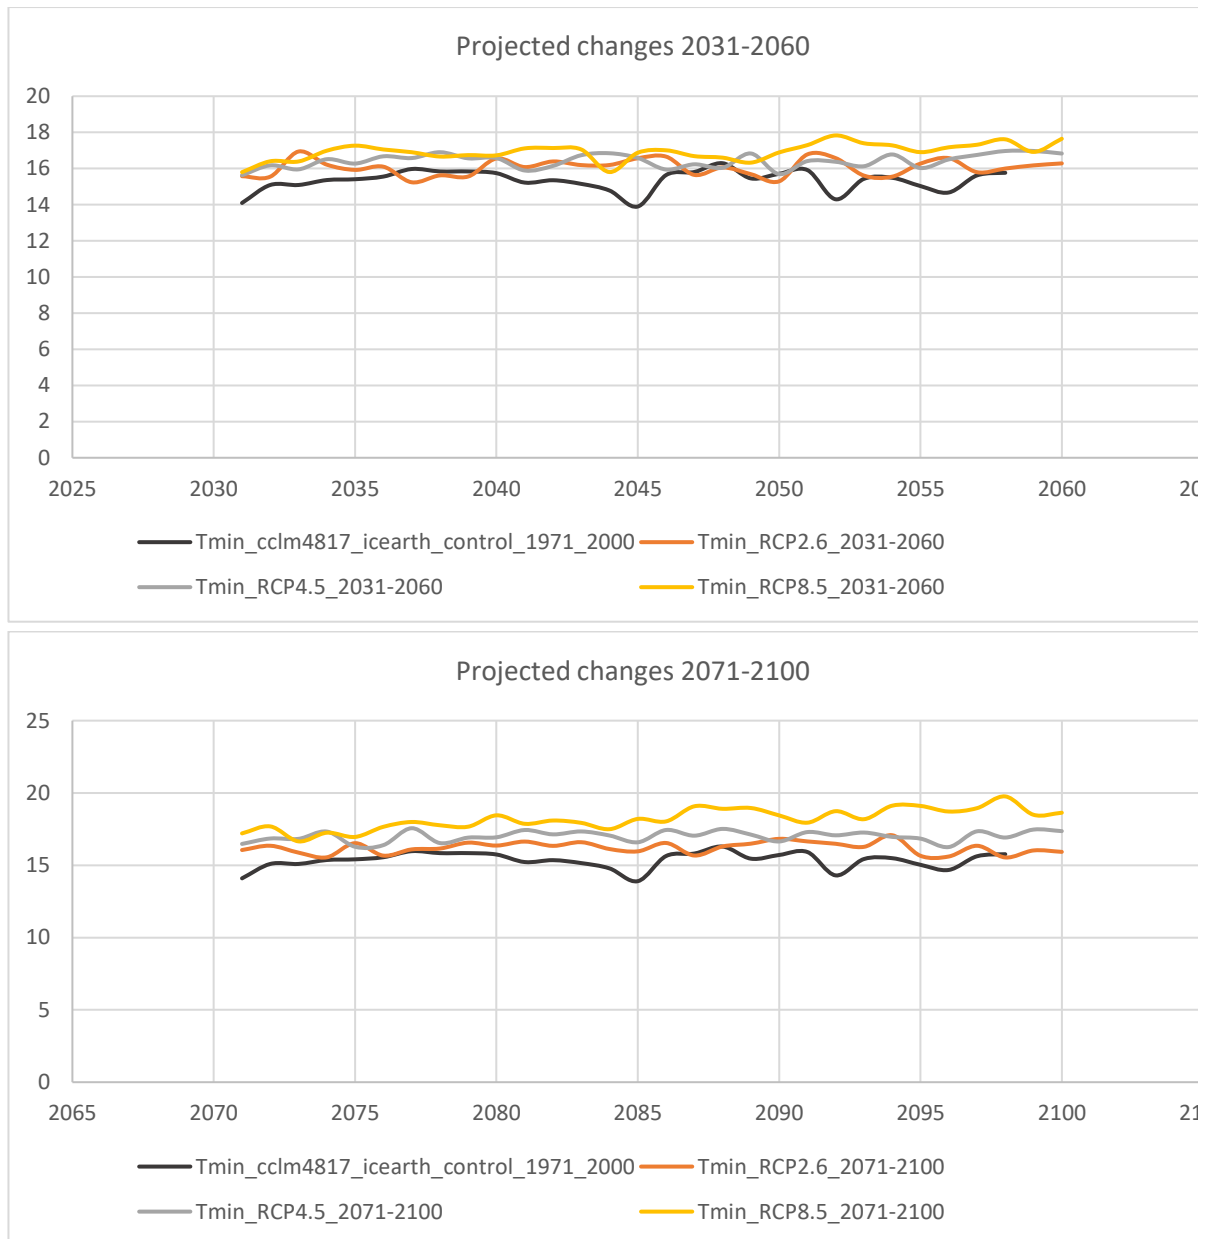 Projected changes 2031-2060
20
18
16
14
12
10
8
6
4
2
0
2025 2030 2035 2040 2045 2050 2055 2060 20
Tmin_cclm4817_icearth_control_1971_2000 Tmin_RCP2.6_2031-2060
Tmin_RCP4.5_2031-2060 Tmin_RCP8.5_2031-2060
Projected changes 2071-2100
25
20
15
10
5
0
2065 2070 2075 2080 2085 2090 2095 2100 21
Tmin_cclm4817_icearth_control_1971_2000 Tmin_RCP2.6_2071-2100
Tmin_RCP4.5_2071-2100 Tmin_RCP8.5_2071-2100